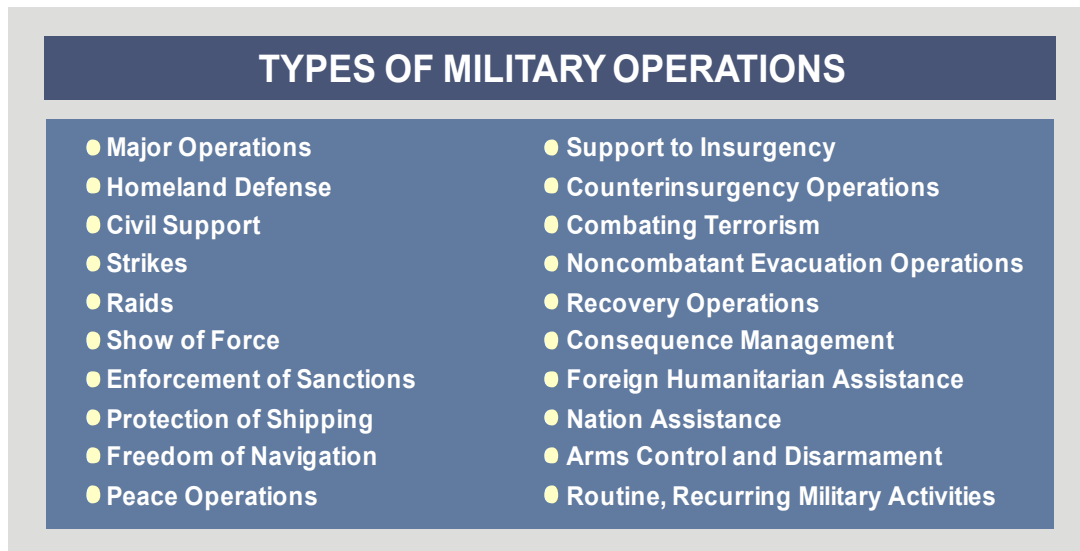 TYPES OF MILITARY OPERATIONS
Major Operations
Homeland Defense
Civil Support
Strikes
Raids
Show of Force
Enforcement of Sanctions
Protection of Shipping
Freedom of Navigation
Peace Operations
Support to Insurgency
Counterinsurgency Operations
Combating Terrorism
Noncombatant Evacuation Operations
Recovery Operations
Consequence Management
Foreign Humanitarian Assistance
Nation Assistance
Arms Control and Disarmament
Routine, Recurring Military Activities